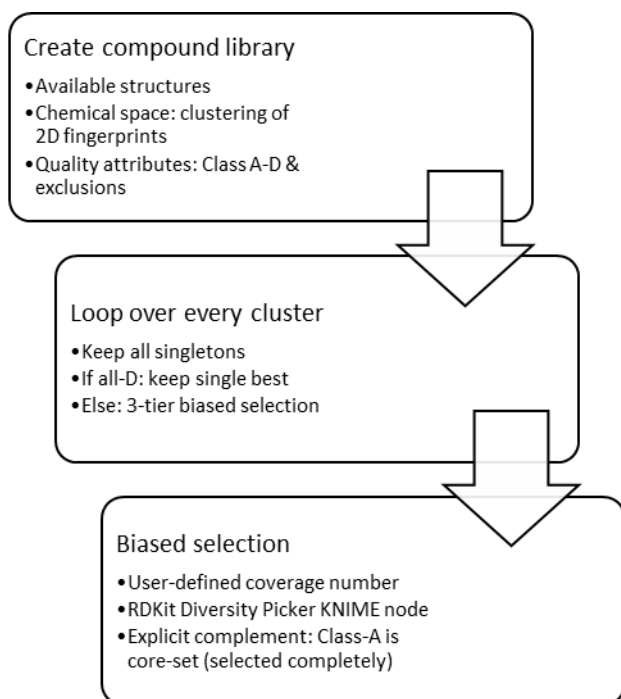 Create compound library
•Available structures
•Chemical space: clustering of
2D fingerprints
•Quality attributes: Class A-D &
exclusions
Loop over every cluster
•Keep all singletons
•If all-D: keep single best
•Else: 3-tier biased selection
Biased selection
•User-defined coverage number
•RDKit Diversity Picker KNIME node
•Explicit complement: Class-A is
core-set (selected completely)